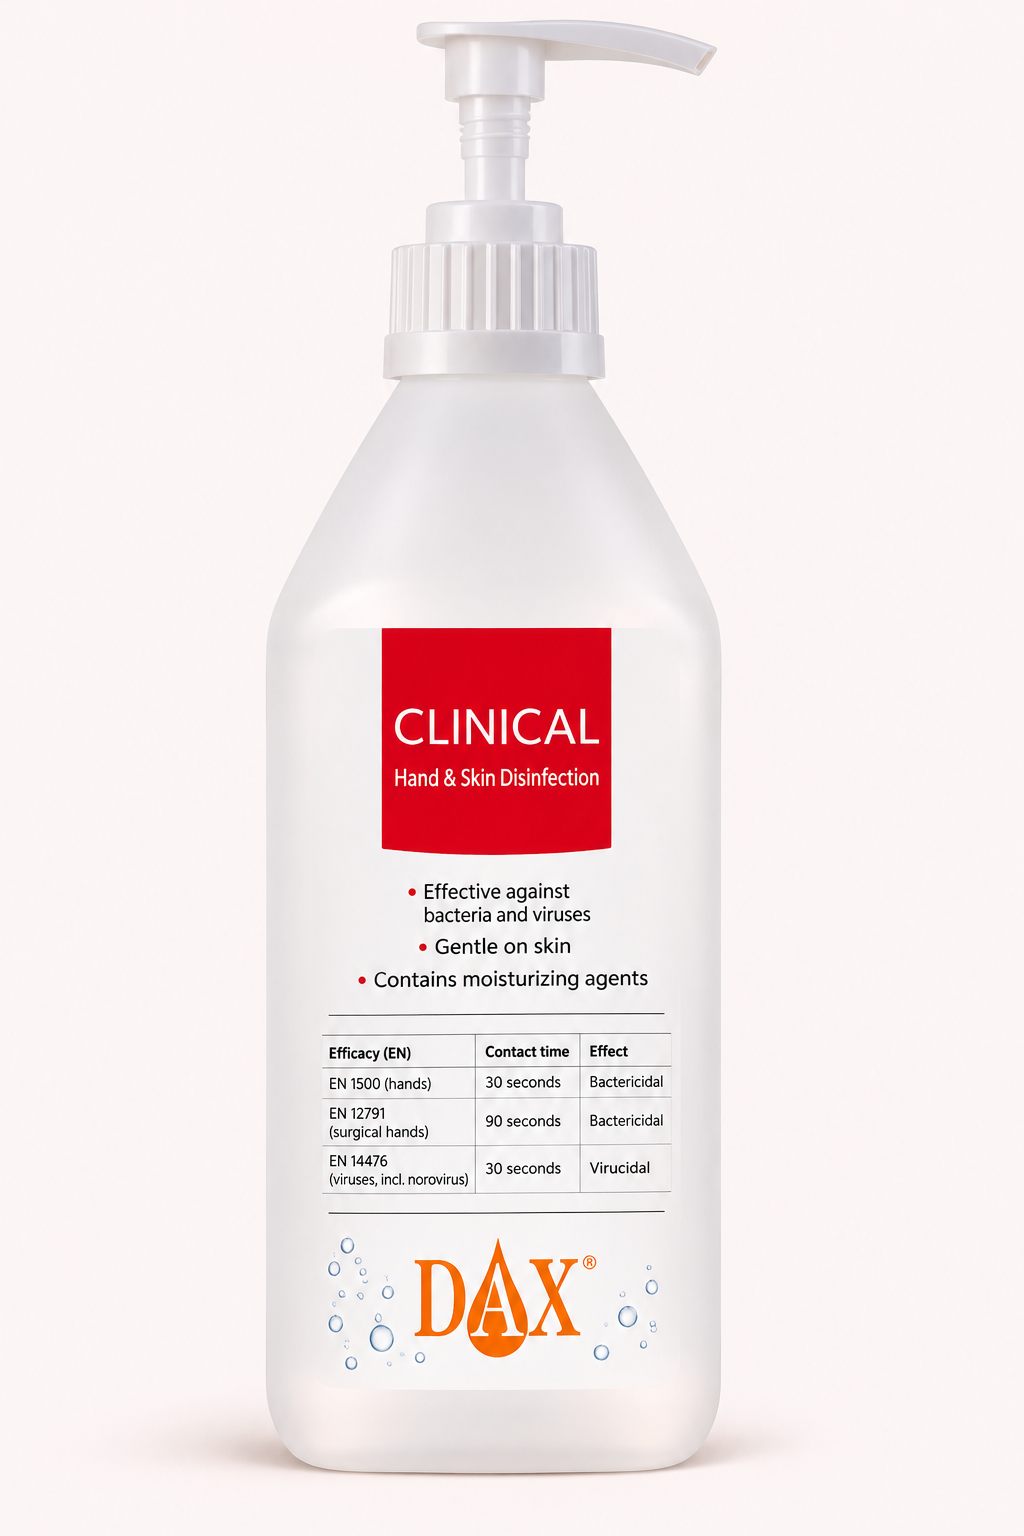 CLINICAL
Hand & Skin Disinfection
• Effective against
bacteria and viruses
• Gentle on skin
• Contains moisturizing agents
Efficacy (EN) Contact time Effect
EN 1500 (hands) 30 seconds Bactericidal
EN 12791
(surgical hands) 90 seconds Bactericidal
EN 14476
(viruses, incl. norovirus) 30 seconds Virucidal
DAX®